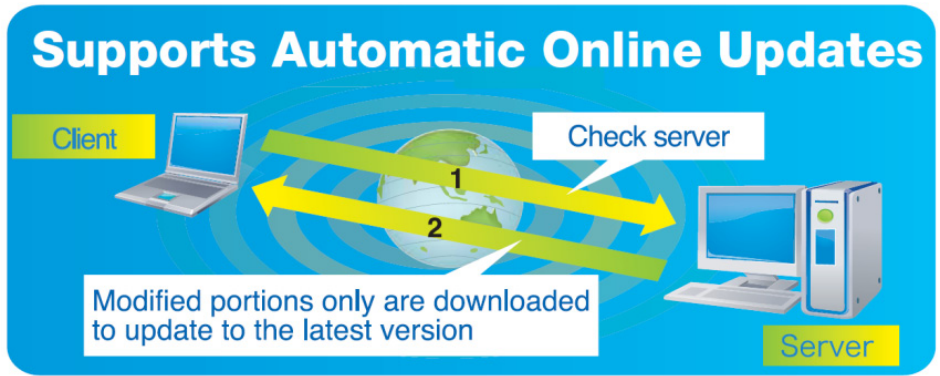 Supports Automatic Online Updates
Client
Check server
1
2
Modified portions only are downloaded
to update to the latest version
Server